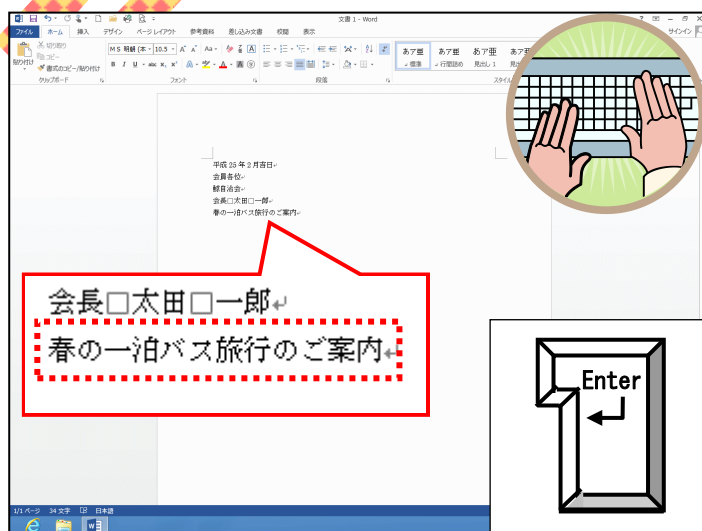 文書 1 - Word
ファイル ホーム 挿入 デザイン ページ レイアウト 参考資料 差し込み文書 校閲 表示 サインイン
貼り付け
切り取り
コピー
書式のコピー/貼り付け
MS 明朝 (本 10.5
あア亜 あア亜 あア亜
標準 行間詰め 見出し 1
クリップボード フォント 段落
平成 25 年 2 月吉日
会員各位
会長□太田□一郎
春の一泊バス旅行のご案内
会長□太田□一郎
春の一泊バス旅行のご案内
Enter
1/1 ページ 34 文字 日本語